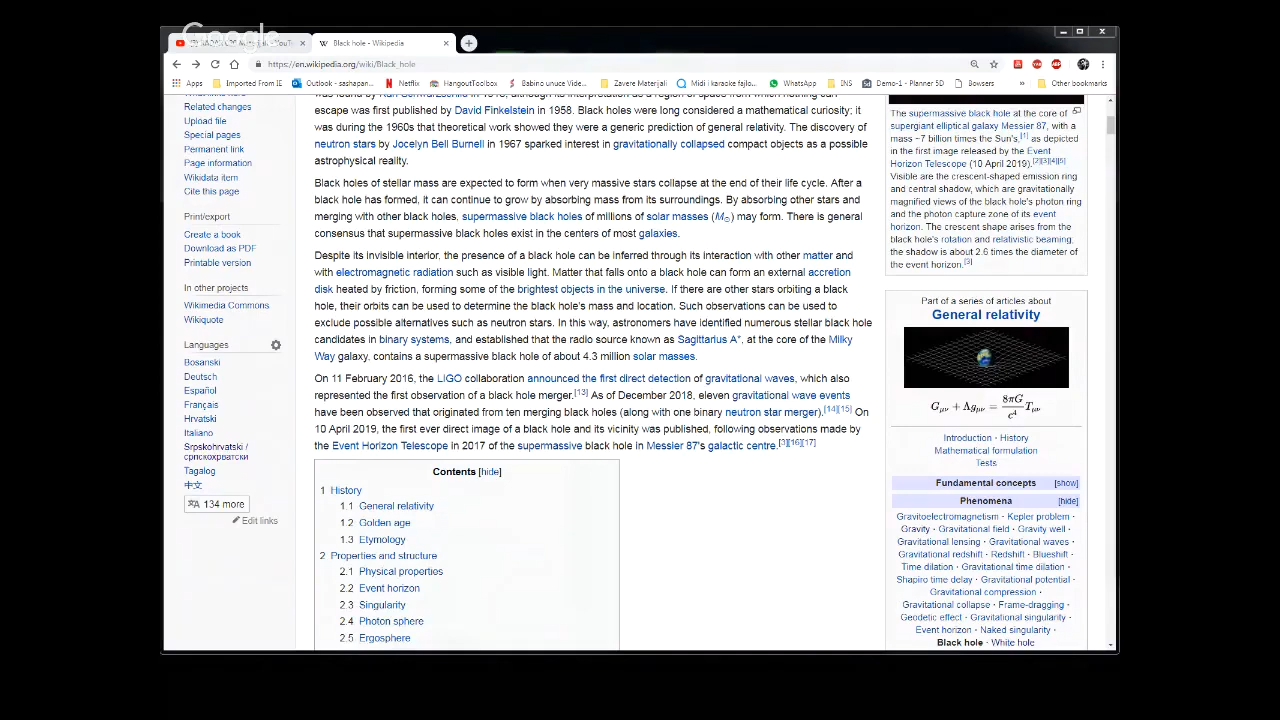 Google
Black hole - Wikipedia
https://en.wikipedia.org/wiki/Black_hole
Apps
Imported From IE
Outlook - sashapan...
Netflix
HangoutToolbox
Babino unuce Vide...
Zavere Materijali
Midi i karaoke fajlo...
WhatsApp
INS
Demo-1 - Planner 5D
Bowsers
Other bookmarks
Related changes
Upload file
Special pages
Permanent link
Page information
Wikidata item
Cite this page
Print/export
Create a book
Download as PDF
Printable version
In other projects
Wikimedia Commons
Wikiquote
Languages
Bosanski
Deutsch
Español
Français
Hrvatski
Italiano
Srpskohrvatski /
српскохрватски
Tagalog
中文
134 more
Edit links
escape was first published by David Finkelstein in 1958. Black holes were long considered a mathematical curiosity; it
was during the 1960s that theoretical work showed they were a generic prediction of general relativity. The discovery of
neutron stars by Jocelyn Bell Burnell in 1967 sparked interest in gravitationally collapsed compact objects as a possible
astrophysical reality.
Black holes of stellar mass are expected to form when very massive stars collapse at the end of their life cycle. After a
black hole has formed, it can continue to grow by absorbing mass from its surroundings. By absorbing other stars and
merging with other black holes, supermassive black holes of millions of solar masses (M☉) may form. There is general
consensus that supermassive black holes exist in the centers of most galaxies.
Despite its invisible interior, the presence of a black hole can be inferred through its interaction with other matter and
with electromagnetic radiation such as visible light. Matter that falls onto a black hole can form an external accretion
disk heated by friction, forming some of the brightest objects in the universe. If there are other stars orbiting a black
hole, their orbits can be used to determine the black hole's mass and location. Such observations can be used to
exclude possible alternatives such as neutron stars. In this way, astronomers have identified numerous stellar black hole
candidates in binary systems, and established that the radio source known as Sagittarius A*, at the core of the Milky
Way galaxy, contains a supermassive black hole of about 4.3 million solar masses.
On 11 February 2016, the LIGO collaboration announced the first direct detection of gravitational waves, which also
represented the first observation of a black hole merger.[13] As of December 2018, eleven gravitational wave events
have been observed that originated from ten merging black holes (along with one binary neutron star merger).[14][15] On
10 April 2019, the first ever direct image of a black hole and its vicinity was published, following observations made by
the Event Horizon Telescope in 2017 of the supermassive black hole in Messier 87's galactic centre.[3][16][17]
Contents [hide]
1 History
1.1 General relativity
1.2 Golden age
1.3 Etymology
2 Properties and structure
2.1 Physical properties
2.2 Event horizon
2.3 Singularity
2.4 Photon sphere
2.5 Ergosphere
The supermassive black hole at the core of
supergiant elliptical galaxy Messier 87, with a
mass ~7 billion times the Sun's,[1] as depicted
in the first image released by the Event
Horizon Telescope (10 April 2019).[2][3][4][5]
Visible are the crescent-shaped emission ring
and central shadow, which are gravitationally
magnified views of the black hole's photon ring
and the photon capture zone of its event
horizon. The crescent shape arises from the
black hole's rotation and relativistic beaming;
the shadow is about 2.6 times the diameter of
the event horizon.[3]
Part of a series of articles about
General relativity
Gμν + Λgμν = 8πG/c⁴ Tμν
Introduction · History
Mathematical formulation
Tests
Fundamental concepts [show]
Phenomena [hide]
Gravitoelectromagnetism · Kepler problem ·
Gravity · Gravitational field · Gravity well ·
Gravitational lensing · Gravitational waves ·
Gravitational redshift · Redshift · Blueshift ·
Time dilation · Gravitational time dilation ·
Shapiro time delay · Gravitational potential ·
Gravitational compression ·
Gravitational collapse · Frame-dragging ·
Geodetic effect · Gravitational singularity ·
Event horizon · Naked singularity ·
Black hole · White hole